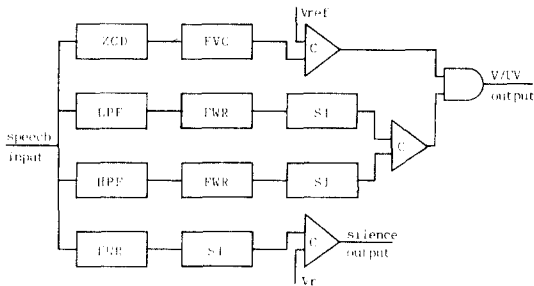 Vref
ZCD FVC C
V/UV
output
LPF FWR SI
speech
input
C
HPF FWR SI
FWR SI C
silence
output
Vr